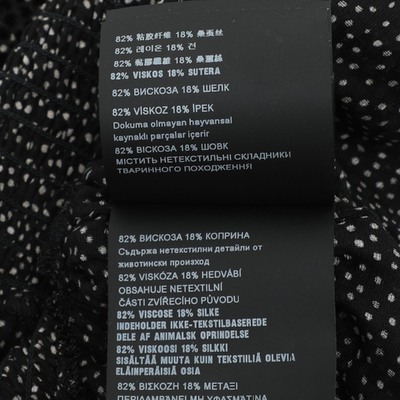 82% 粘胶纤维 18% 桑蚕丝
82% 레이온 18% 견
82% 黏膠纖維 18% 桑蠶絲
82% VISKOS 18% SUTERA
82% ВИСКОЗА 18% ШЕЛК
82% VİSKOZ 18% İPEK
Dokuma olmayan hayvansal
kaynaklı parçalar içerir
82% ВІСКОЗА 18% ШОВК
МІСТИТЬ НЕТЕКСТИЛЬНІ СКЛАДНИКИ
ТВАРИННОГО ПОХОДЖЕННЯ
82% ВИСКОЗА 18% КОПРИНА
Съдържа нетекстилни детайли от
животински произход
82% VISKÓZA 18% HEDVÁBÍ
OBSAHUJE NETEXTILNÍ
ČÁSTI ZVÍŘECÍHO PŮVODU
82% VISCOSE 18% SILKE
INDEHOLDER IKKE-TEKSTILBASEREDE
DELE AF ANIMALSK OPRINDELSE
82% VISKOOSI 18% SILKKI
SISÄLTÄÄ MUUTA KUIN TEKSTIILIÄ OLEVIA
ELÄINPERÄISIÄ OSIA
82% ΒΙΣΚΟΖΗ 18% ΜΕΤΑΞΙ
ΠΕΡΙΛΑΜΒΑΝΕΙ ΜΗ ΥΦΑΣΜΑΤΙΝΑ